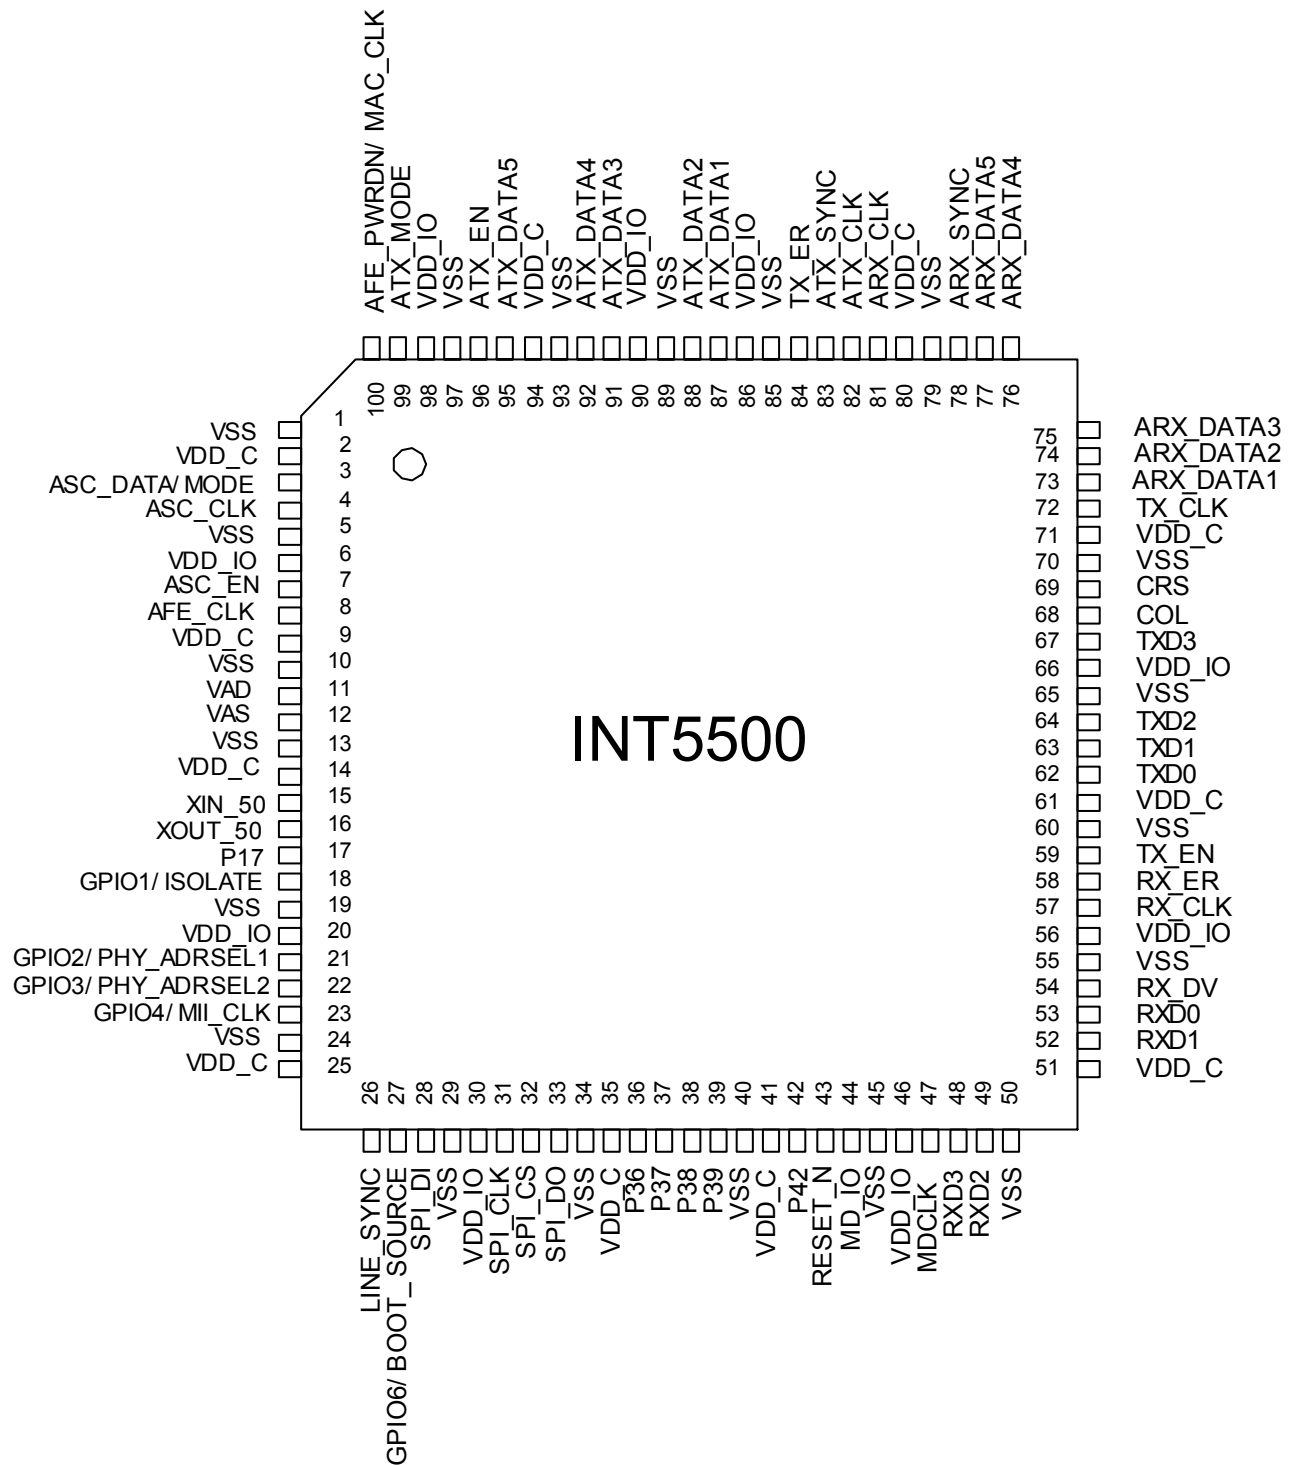 AFE_PWRDN/ MAC_CLK
ATX_MODE
VDD_IO
VSS
ATX_EN
ATX_DATA5
VDD_C
VSS
ATX_DATA4
ATX_DATA3
VDD_IO
VSS
ATX_DATA2
ATX_DATA1
VDD_IO
VSS
TX_ER
ATX_SYNC
ATX_CLK
ARX_CLK
VDD_C
VSS
ARX_SYNC
ARX_DATA5
ARX_DATA4
100
99
98
97
96
95
94
93
92
91
90
89
88
87
86
85
84
83
82
81
80
79
78
77
76
VSS 1
VDD_C 2
ASC_DATA/ MODE 3
ASC_CLK 4
VSS 5
VDD_IO 6
ASC_EN 7
AFE_CLK 8
VDD_C 9
VSS 10
VAD 11
VAS 12
VSS 13
VDD_C 14
XIN_50 15
XOUT_50 16
P17 17
GPIO1/ ISOLATE 18
VSS 19
VDD_IO 20
GPIO2/ PHY_ADRSEL1 21
GPIO3/ PHY_ADRSEL2 22
GPIO4/ MII_CLK 23
VSS 24
VDD_C 25
INT5500
75 ARX_DATA3
74 ARX_DATA2
73 ARX_DATA1
72 TX_CLK
71 VDD_C
70 VSS
69 CRS
68 COL
67 TXD3
66 VDD_IO
65 VSS
64 TXD2
63 TXD1
62 TXD0
61 VDD_C
60 VSS
59 TX_EN
58 RX_ER
57 RX_CLK
56 VDD_IO
55 VSS
54 RX_DV
53 RXD0
52 RXD1
51 VDD_C
26
27
28
29
30
31
32
33
34
35
36
37
38
39
40
41
42
43
44
45
46
47
48
49
50
LINE_SYNC
GPIO6/ BOOT_ SOURCE
SPI_DI
VSS
VDD_IO
SPI_CLK
SPI_CS
SPI_DO
VSS
VDD_C
P36
P37
P38
P39
VSS
VDD_C
P42
RESET_N
MD_IO
VSS
VDD_IO
MDCLK
RXD3
RXD2
VSS